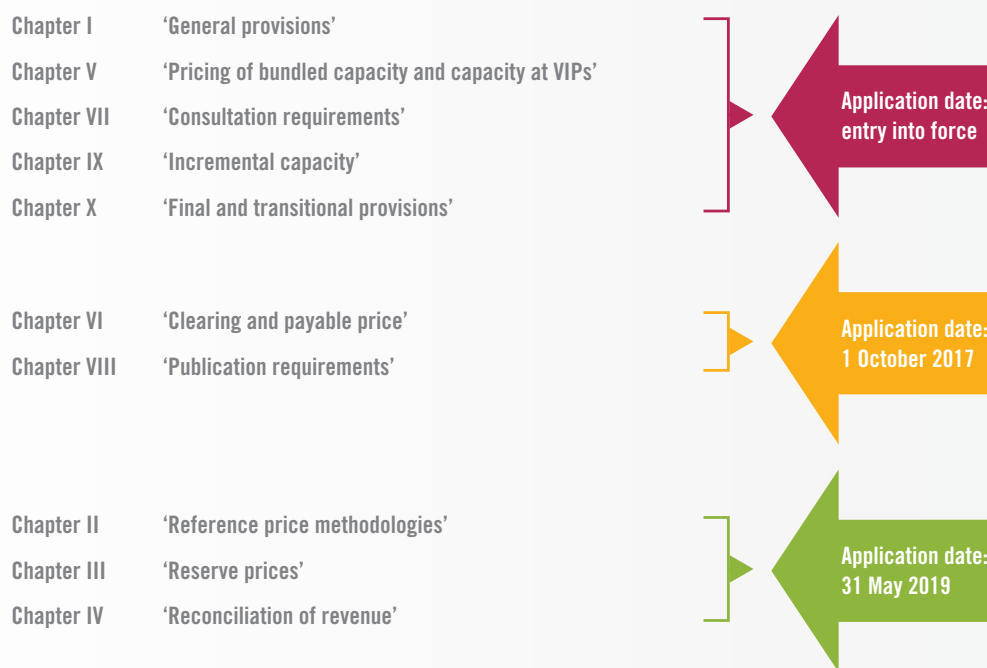 Chapter I ‘General provisions’
Chapter V ‘Pricing of bundled capacity and capacity at VIPs’
Chapter VII ‘Consultation requirements’
Chapter IX ‘Incremental capacity’
Chapter X ‘Final and transitional provisions’
Application date:
entry into force
Chapter VI ‘Clearing and payable price’
Chapter VIII ‘Publication requirements’
Application date:
1 October 2017
Chapter II ‘Reference price methodologies’
Chapter III ‘Reserve prices’
Chapter IV ‘Reconciliation of revenue’
Application date:
31 May 2019